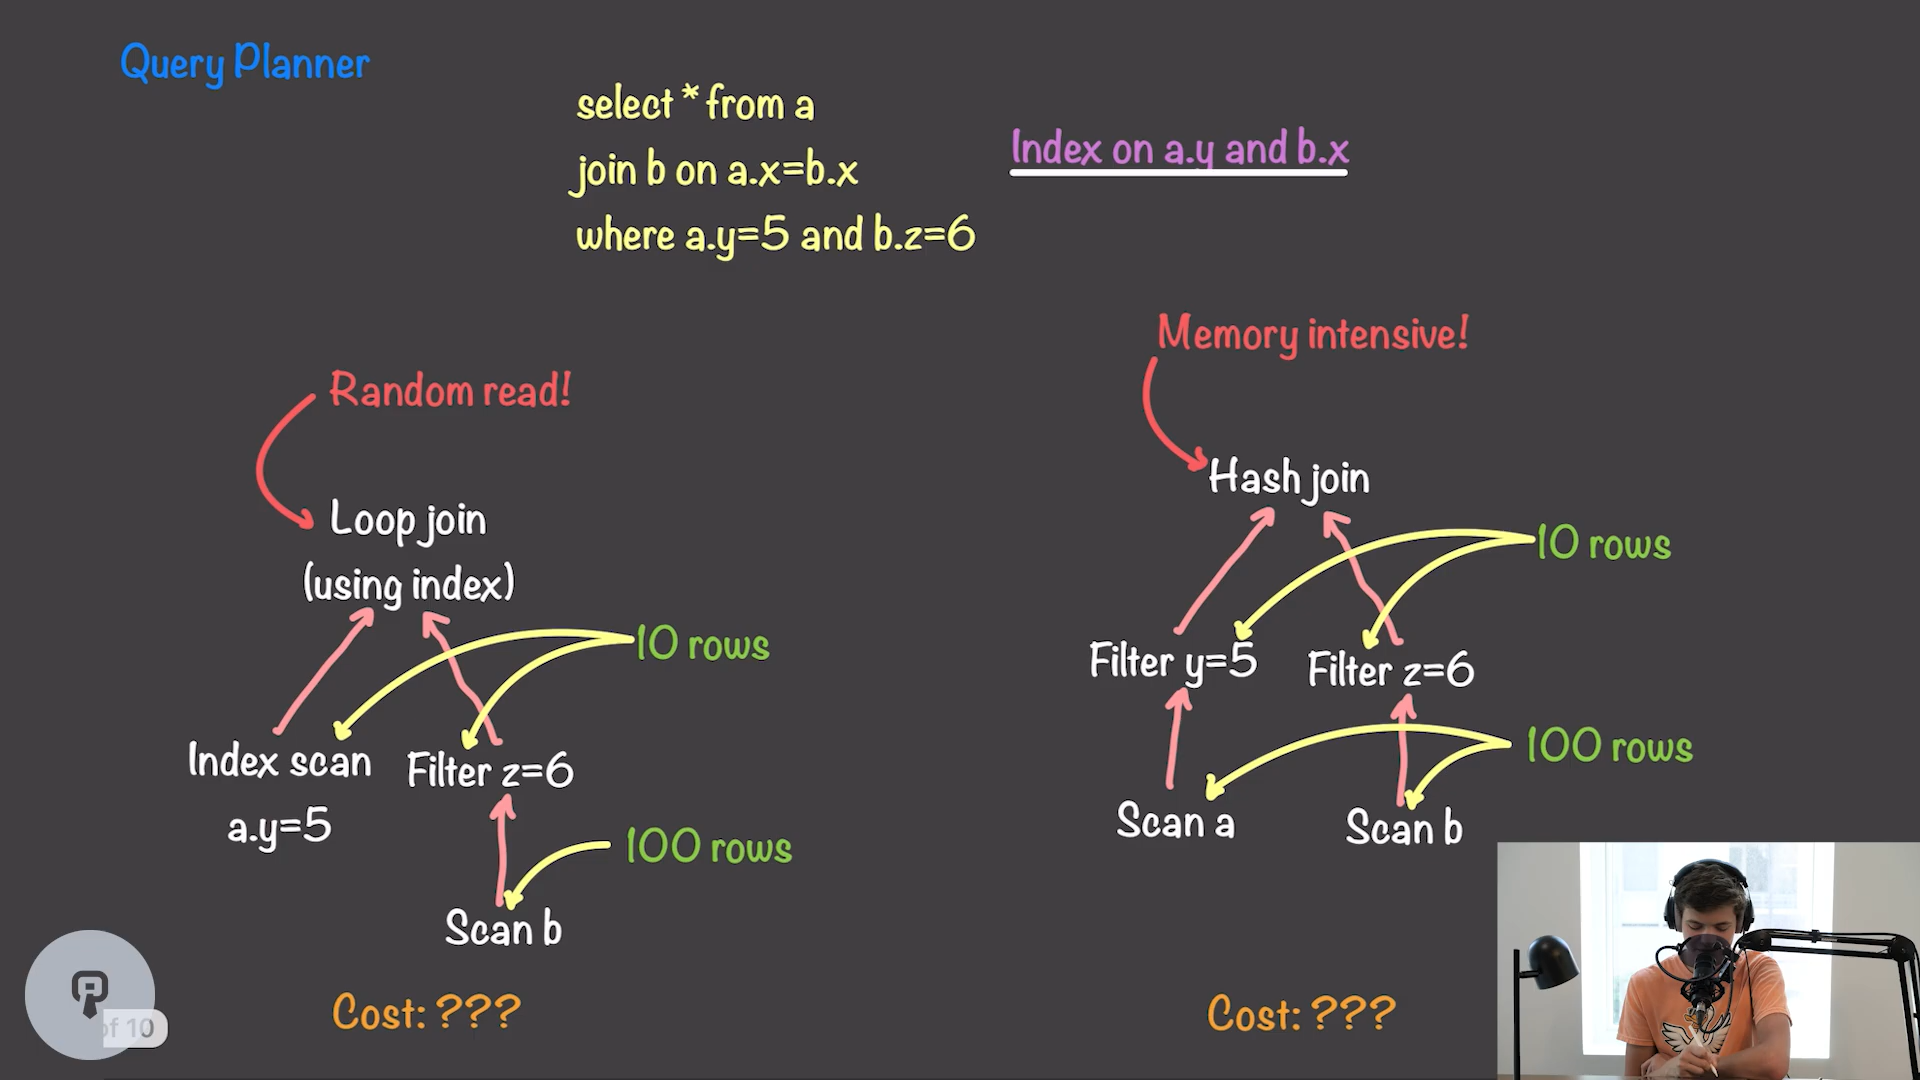 Query Planner
select * from a
join b on a.x=b.x
where a.y=5 and b.z=6
Index on a.y and b.x
Random read!
Loop join
(using index)
10 rows
Index scan
a.y=5
Filter z=6
100 rows
Scan b
Cost: ???
Memory intensive!
Hash join
10 rows
Filter y=5
Filter z=6
100 rows
Scan a
Scan b
Cost: ???
of 10